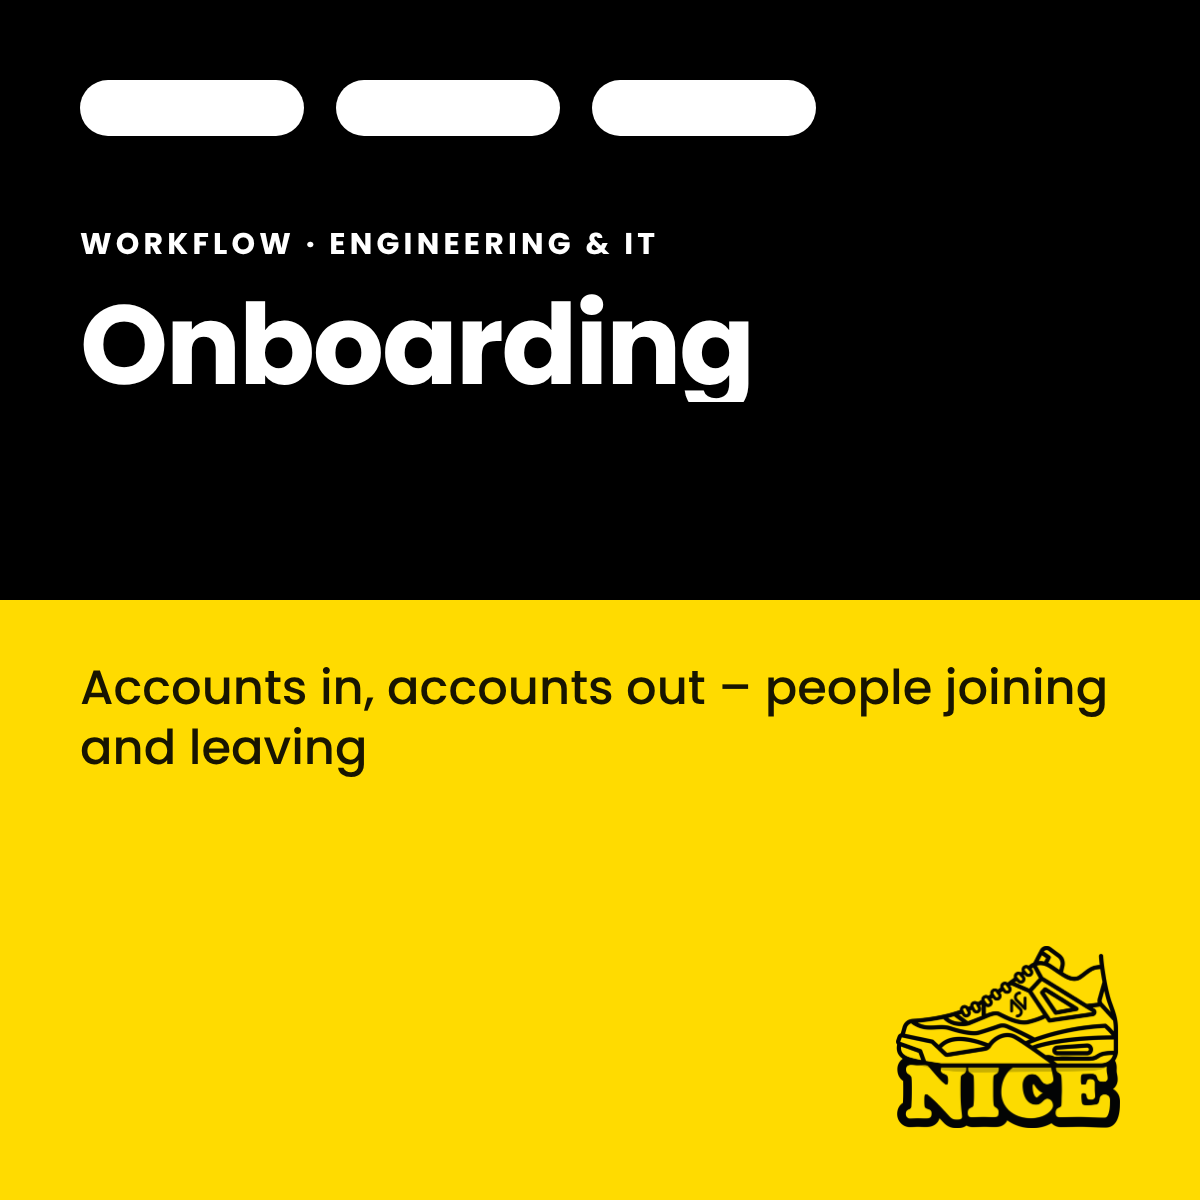 WORKFLOW · ENGINEERING & IT
Onboarding
Accounts in, accounts out – people joining
and leaving
NICE